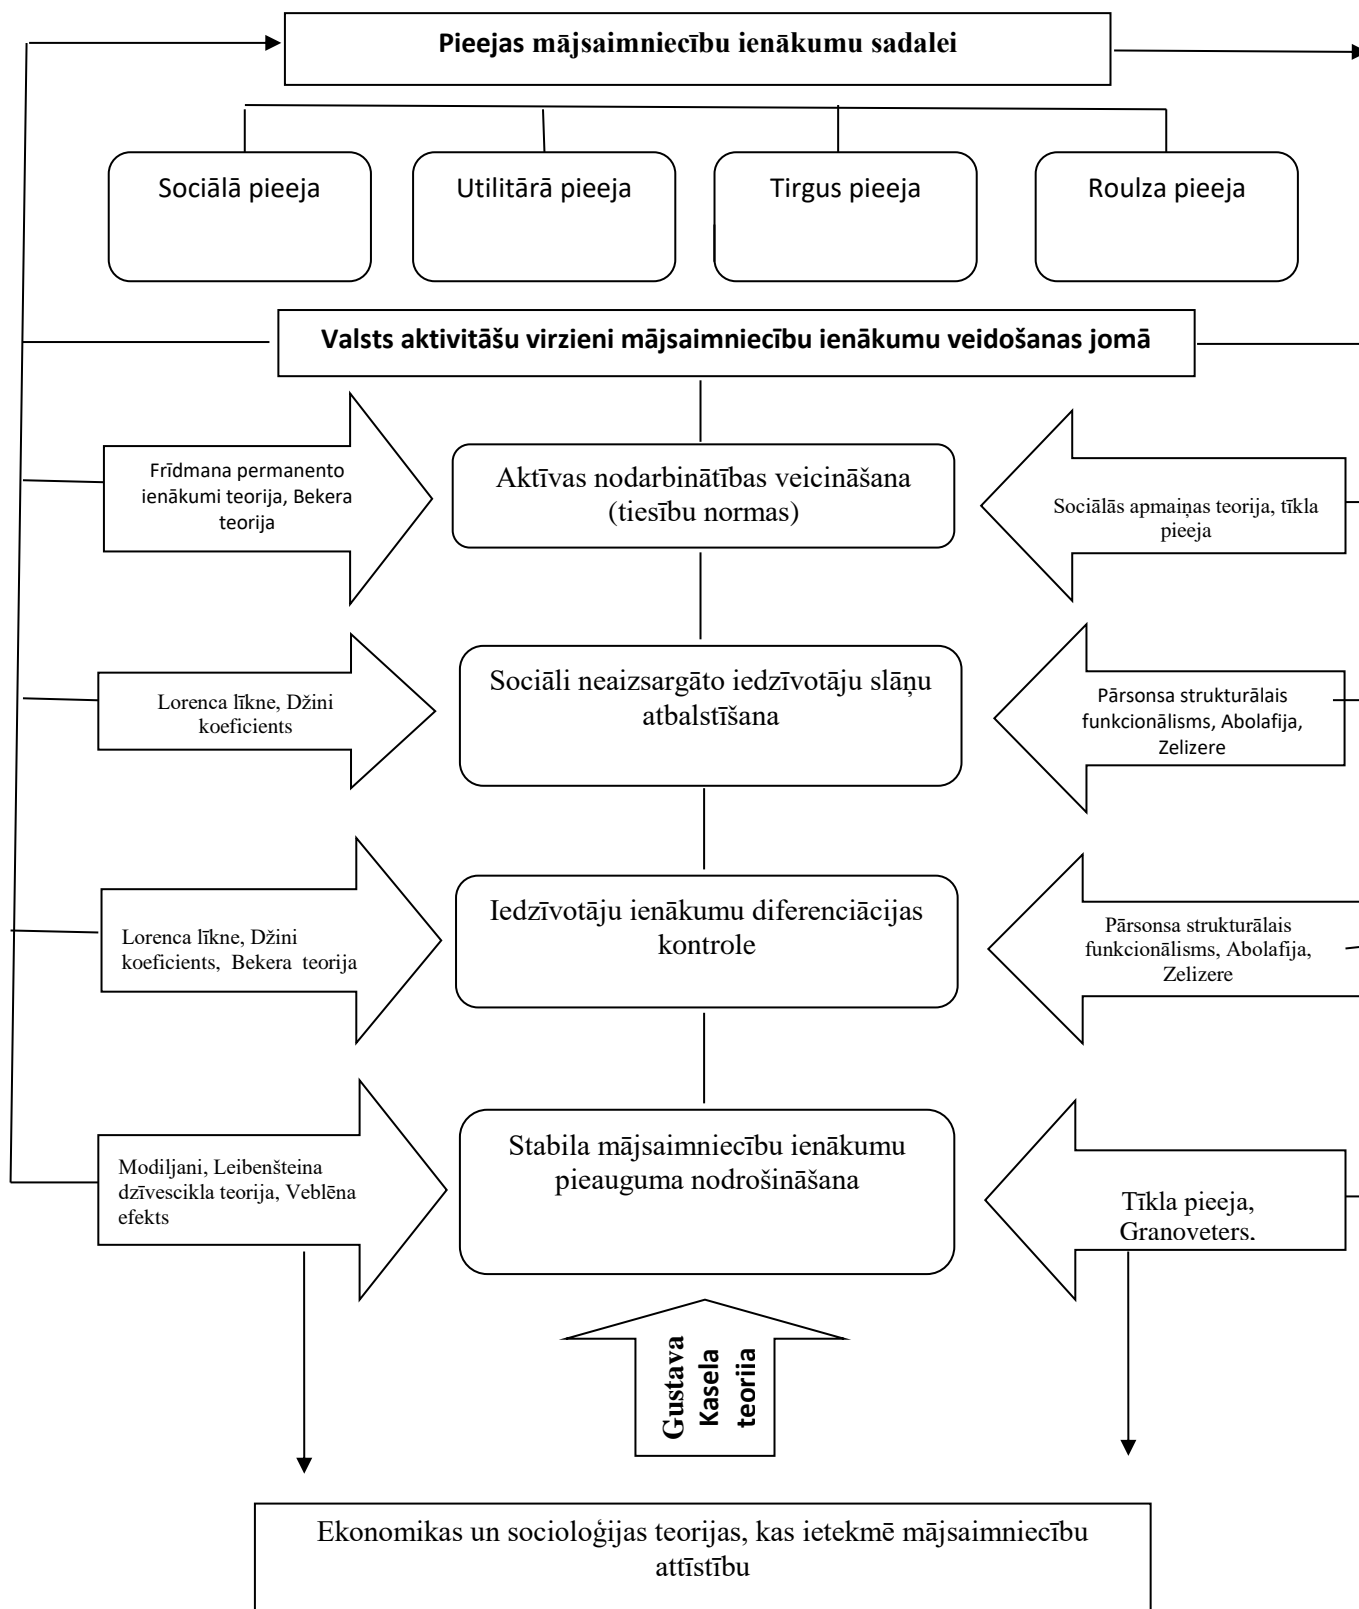 Pieejas mājsaimniecību ienākumu sadalei
Sociālā pieeja
Utilitārā pieeja
Tirgus pieeja
Roulza pieeja
Valsts aktivitāšu virzieni mājsaimniecību ienākumu veidošanas jomā
Frīdmana permanento
ienākumi teorija, Bekera
teorija
Aktīvas nodarbinātības veicināšana
(tiesību normas)
Sociālās apmaiņas teorija, tīkla
pieeja
Lorenca līkne, Džini
koeficients
Sociāli neaizsargāto iedzīvotāju slāņu
atbalstīšana
Pārsonsa strukturālais
funkcionālisms, Abolafija,
Zelizere
Lorenca līkne, Džini
koeficients, Bekera teorija
Iedzīvotāju ienākumu diferenciācijas
kontrole
Pārsonsa strukturālais
funkcionālisms, Abolafija,
Zelizere
Modiljani, Leibenšteina
dzīvescikla teorija, Veblēna
efekts
Stabila mājsaimniecību ienākumu
pieauguma nodrošināšana
Tīkla pieeja,
Granoveters.
Gustava
Kasela
teorija
Ekonomikas un socioloģijas teorijas, kas ietekmē mājsaimniecību
attīstību